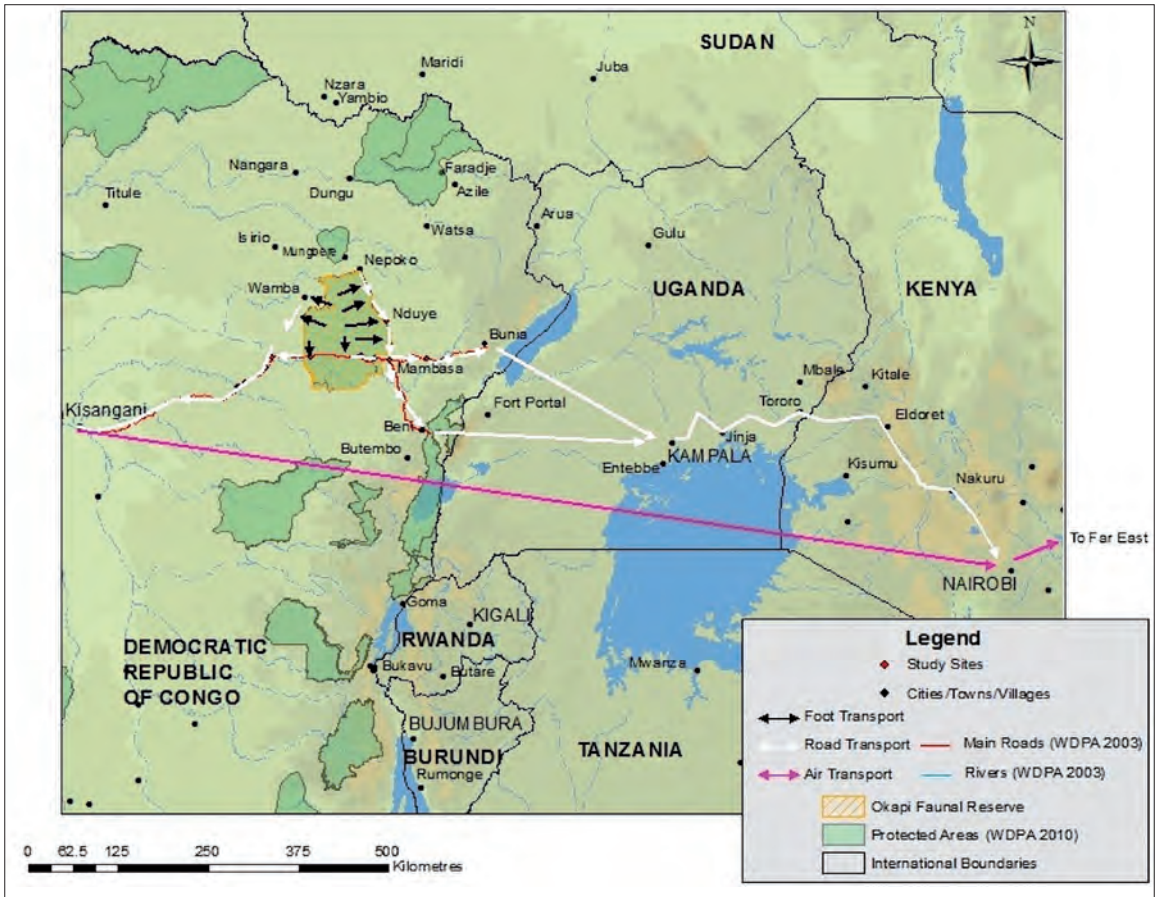 SUDAN
N
Maridi
Juba
Nzara
Yambio
Nangara
Faradje
Dungu
Azile
Titule
Arua
Watsa
Gulu
Isirio
Mungbere
Nepoko
Wamba
UGANDA
KENYA
Nduye
Bunia
Mambasa
Mbale
Kitale
Kisangani
Fort Portal
Tororo
Eldoret
Beni
Jinja
Butembo
KAMPALA
Entebbe
Kisumu
Nakuru
To Far East
NAIROBI
Goma
KIGALI
DEMOCRATIC
REPUBLIC
OF CONGO
RWANDA
Bukavu
Butare
Mwanza
BUJUMBURA
BURUNDI
TANZANIA
Rumonge
Legend
Study Sites
Cities/Towns/Villages
Foot Transport
Road Transport
Main Roads (WDPA 2003)
Air Transport
Rivers (WDPA 2003)
Okapi Faunal Reserve
Protected Areas (WDPA 2010)
International Boundaries
0 62.5 125 250 375 500
Kilometres